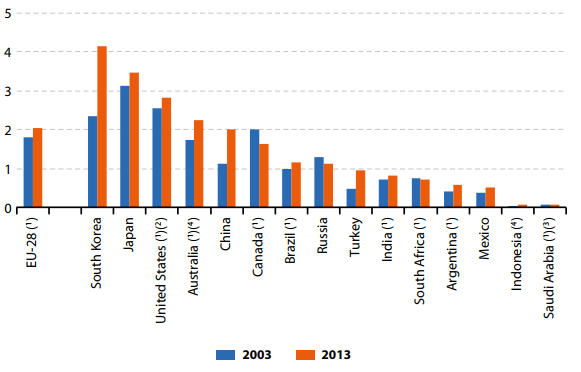 5
4
3
2
1
0
EU-28 (¹)
South Korea
Japan
United States (¹)(²)
Australia (¹)(⁴)
China
Canada (¹)
Brazil (¹)
Russia
Turkey
India (¹)
South Africa (¹)
Argentina (¹)
Mexico
Indonesia (⁴)
Saudi Arabia (¹)(³)
2003 2013